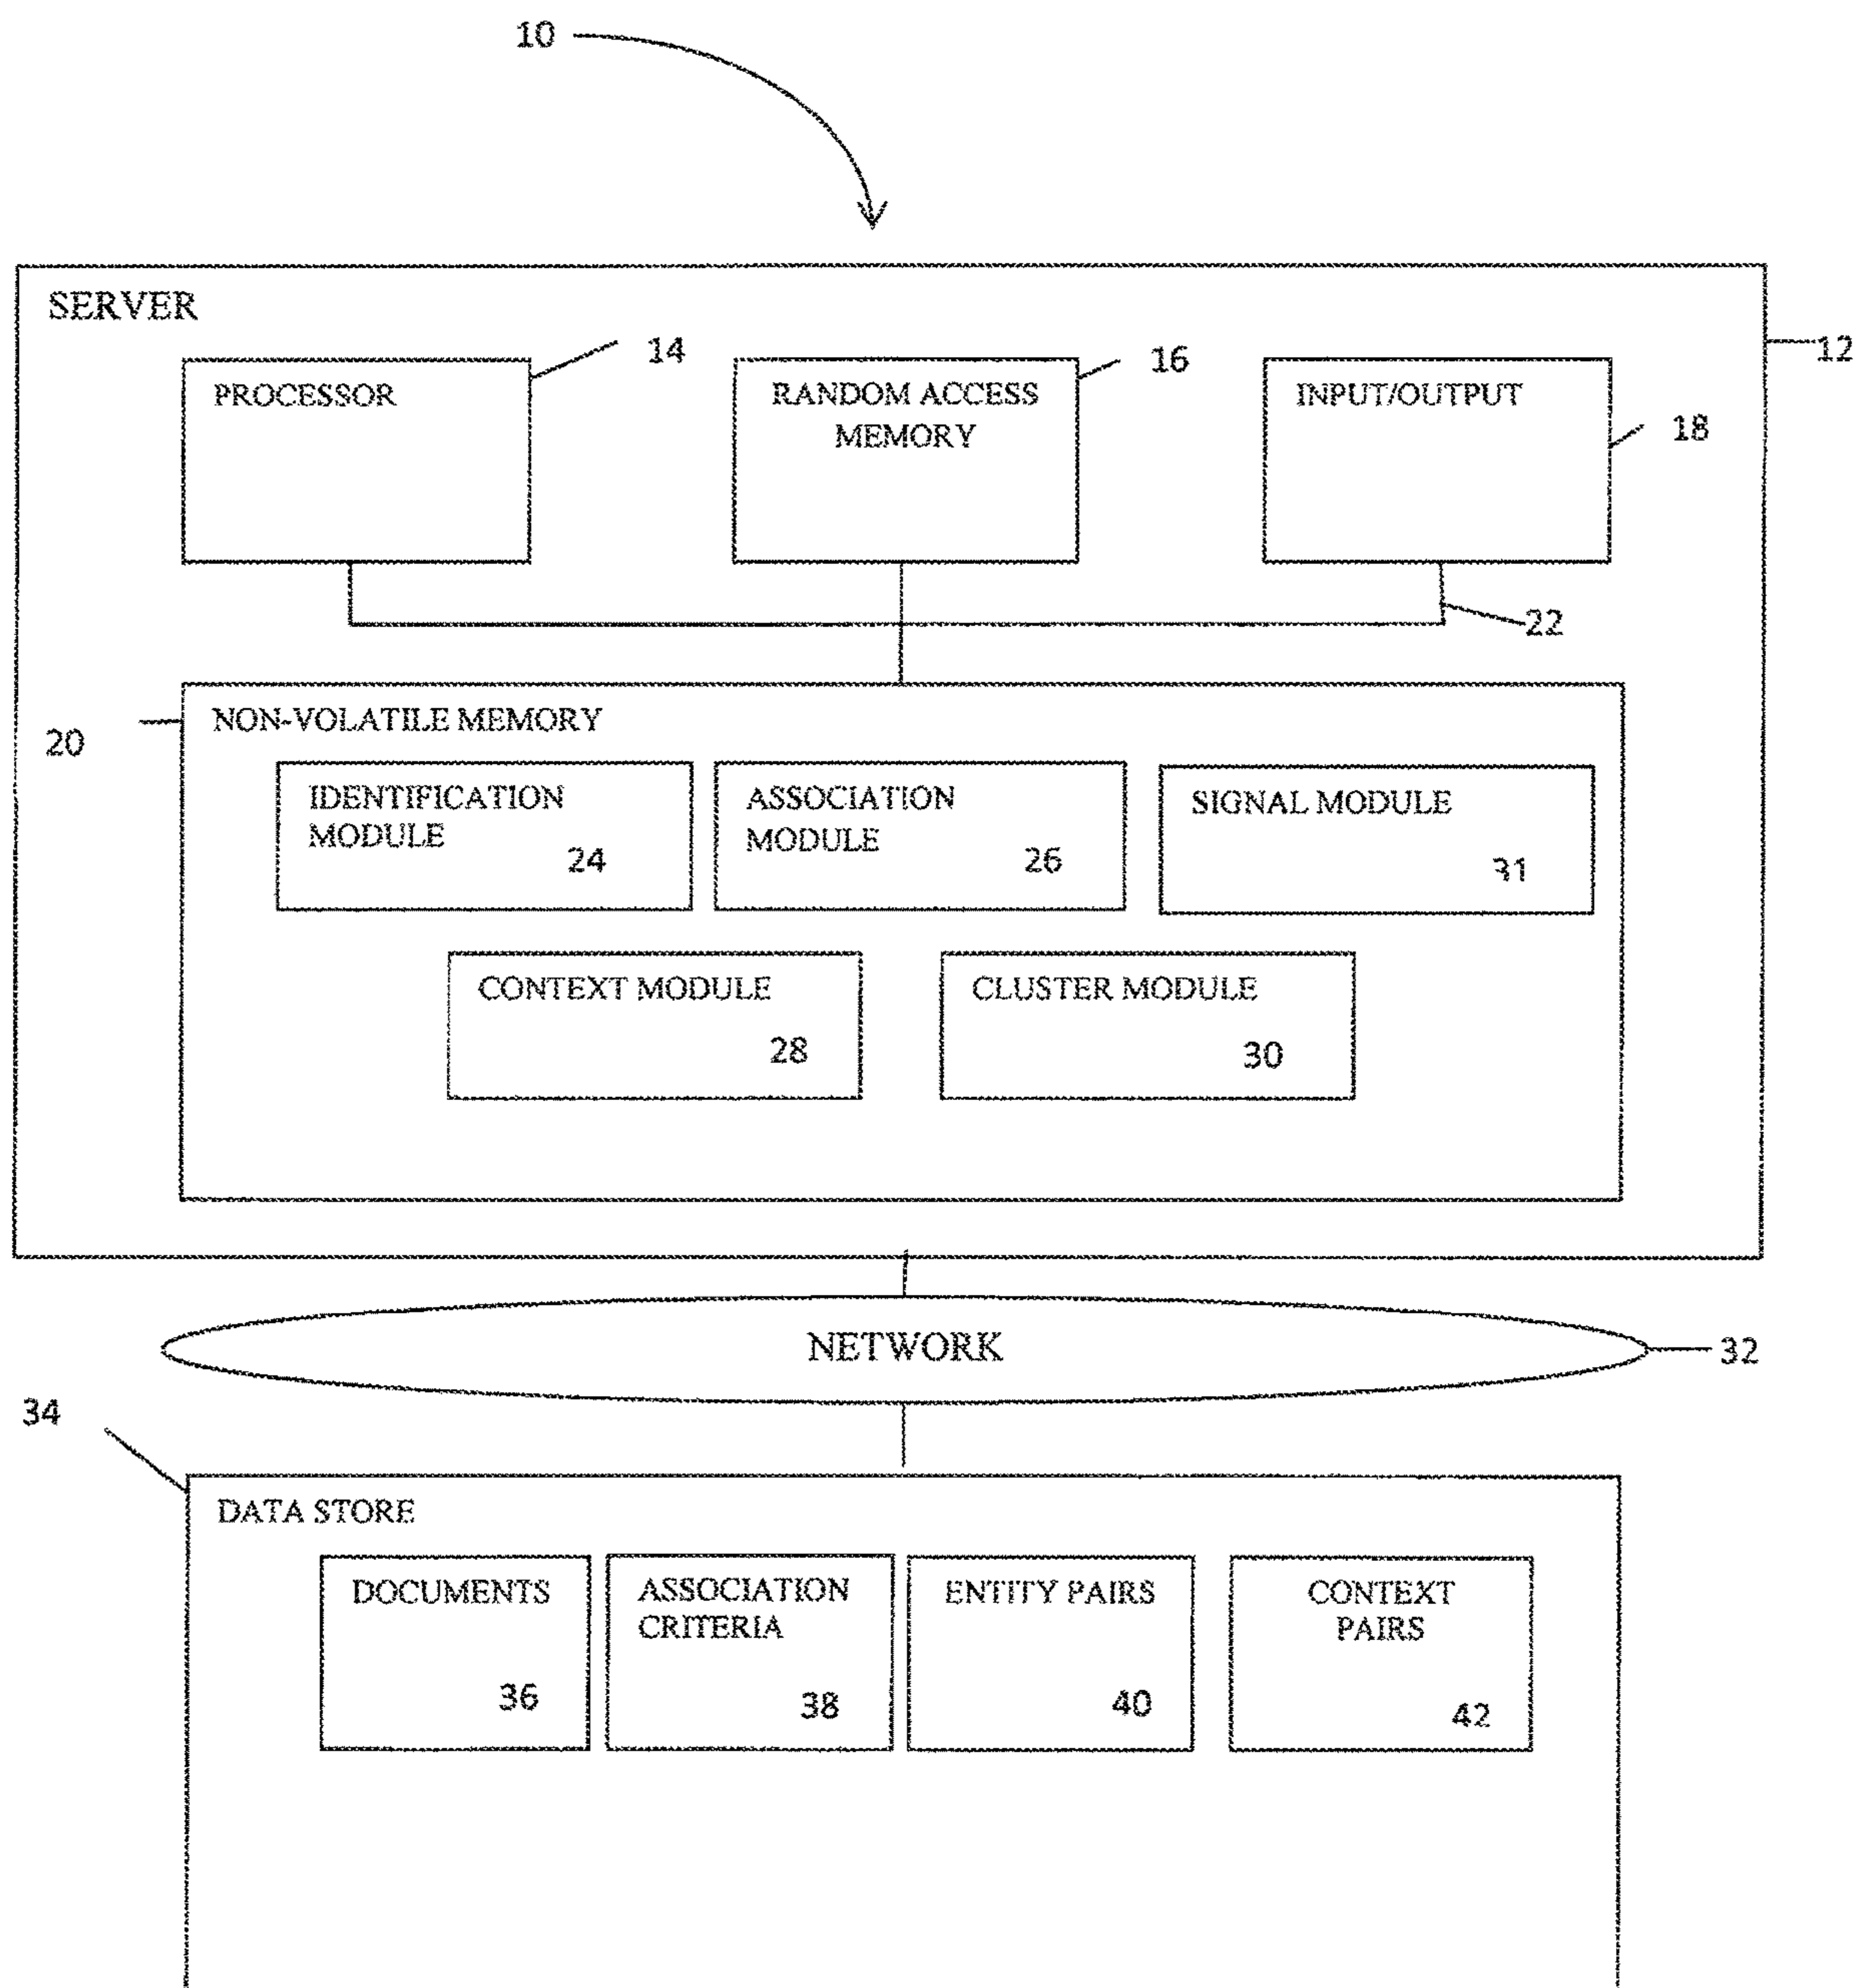 10
SERVER
12
PROCESSOR
14
RANDOM ACCESS
MEMORY
16
INPUT/OUTPUT
18
22
20
NON-VOLATILE MEMORY
IDENTIFICATION
MODULE
24
ASSOCIATION
MODULE
26
SIGNAL MODULE
31
CONTEXT MODULE
28
CLUSTER MODULE
30
NETWORK
32
34
DATA STORE
DOCUMENTS
36
ASSOCIATION
CRITERIA
38
ENTITY PAIRS
40
CONTEXT
PAIRS
42